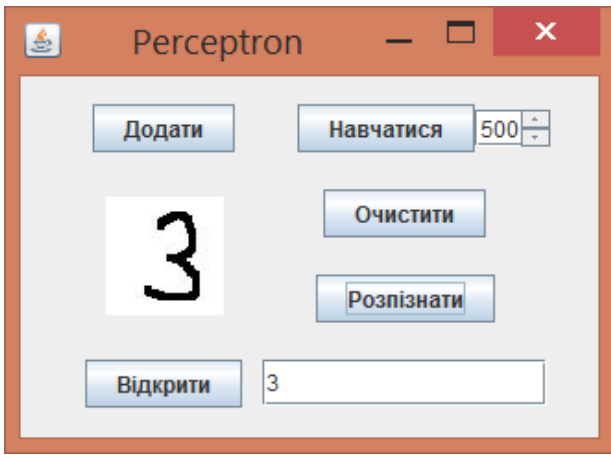 Perceptron
Додати
Навчатися 500
3
Очистити
Розпізнати
Відкрити 3